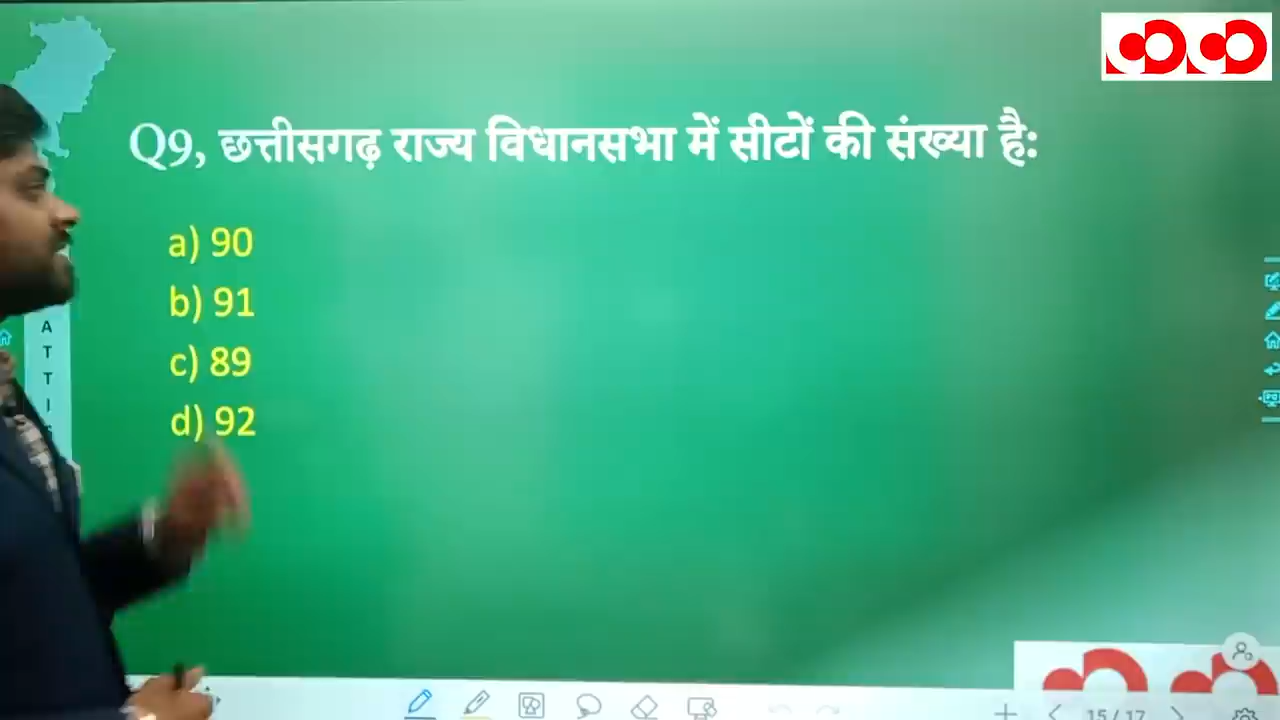 Q9, छत्तीसगढ़ राज्य विधानसभा में सीटों की संख्या है:
a) 90
b) 91
c) 89
d) 92
A
T
T
I
15 / 17